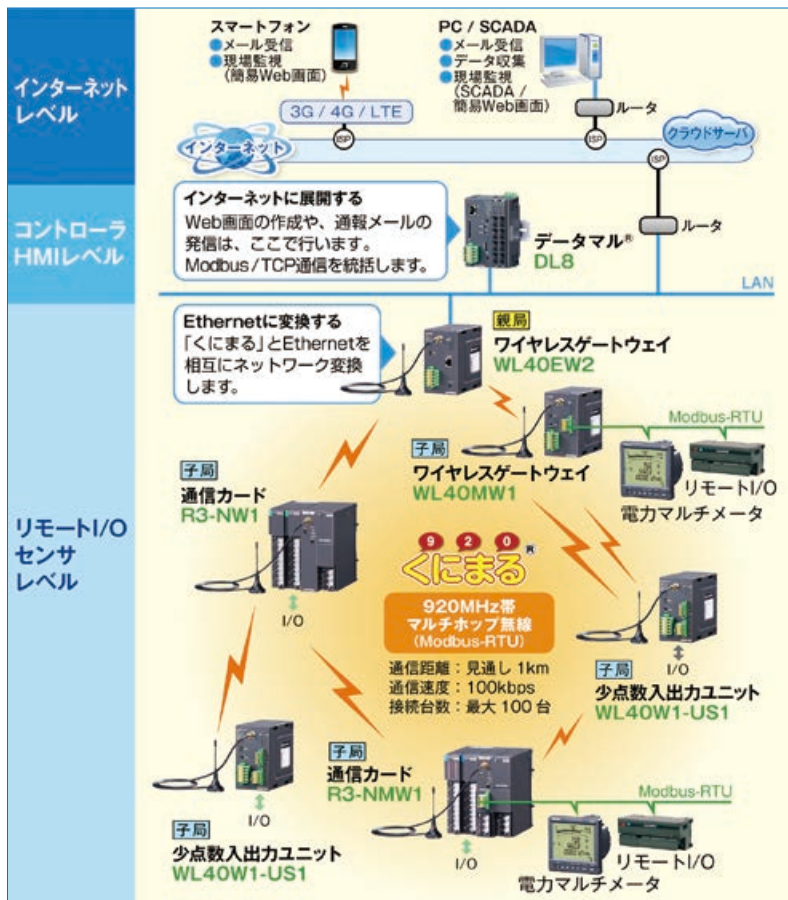 インターネット
レベル
スマートフォン
●メール受信
●現場監視
(簡易Web画面)
PC / SCADA
●メール受信
●データ収集
●現場監視
(SCADA /
簡易Web画面)
ルータ
3G / 4G / LTE
ISP
ISP
インターネット
クラウドサーバ
ISP
コントローラ
HMIレベル
インターネットに展開する
Web画面の作成や、通報メールの
発信は、ここで行います。
Modbus/TCP通信を統括します。
データマル®
DL8
ルータ
LAN
リモートI/O
センサ
レベル
Ethernetに変換する
「くにまる」とEthernetを
相互にネットワーク変換
します。
親局
ワイヤレスゲートウェイ
WL40EW2
Modbus-RTU
子局
ワイヤレスゲートウェイ
WL40MW1
リモートI/O
電力マルチメータ
子局
通信カード
R3-NW1
I/O
9 2 0
くにまる®
920MHz帯
マルチホップ無線
(Modbus-RTU)
通信距離：見通し 1km
通信速度：100kbps
接続台数：最大 100 台
I/O
子局
少点数入出力ユニット
WL40W1-US1
子局
通信カード
R3-NMW1
I/O
Modbus-RTU
リモートI/O
電力マルチメータ
I/O
子局
少点数入出力ユニット
WL40W1-US1